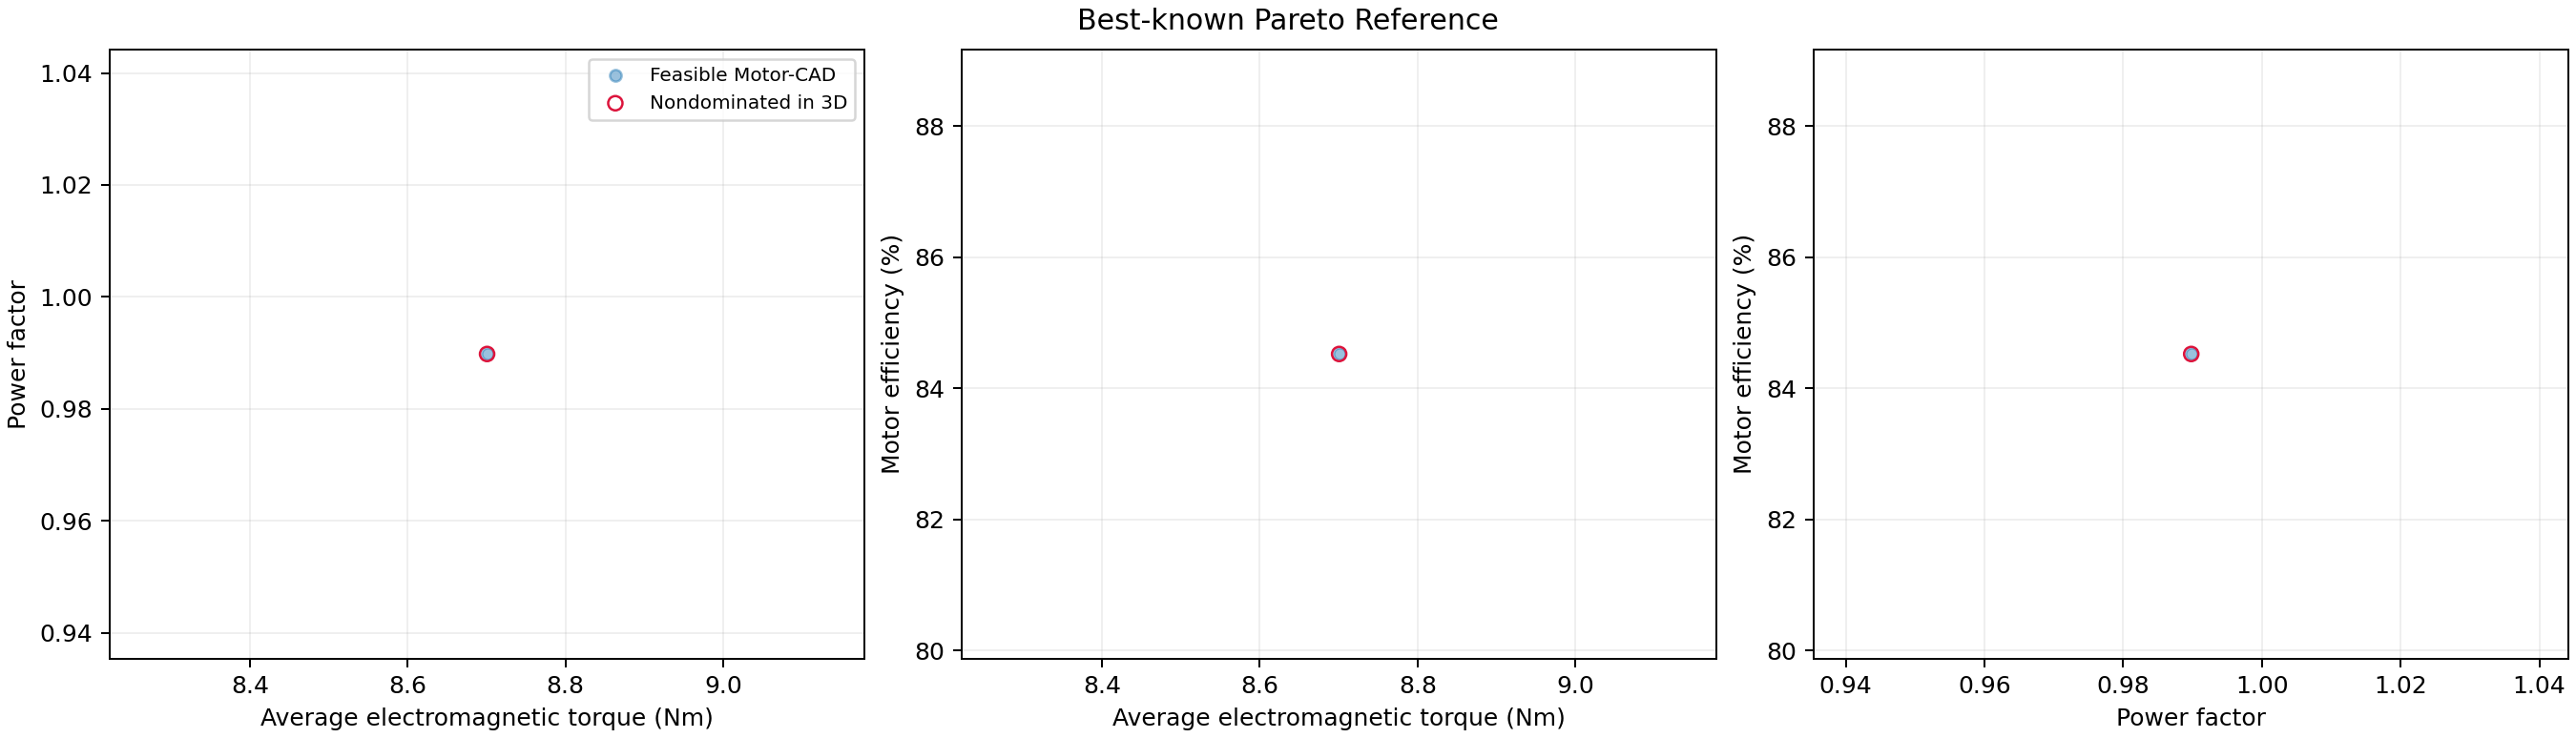 Best-known Pareto Reference
1.04
1.02
1.00
0.98
0.96
0.94
Power factor
Feasible Motor-CAD
Nondominated in 3D
8.4 8.6 8.8 9.0
Average electromagnetic torque (Nm)
88
86
84
82
80
Motor efficiency (%)
8.4 8.6 8.8 9.0
Average electromagnetic torque (Nm)
88
86
84
82
80
Motor efficiency (%)
0.94 0.96 0.98 1.00 1.02 1.04
Power factor